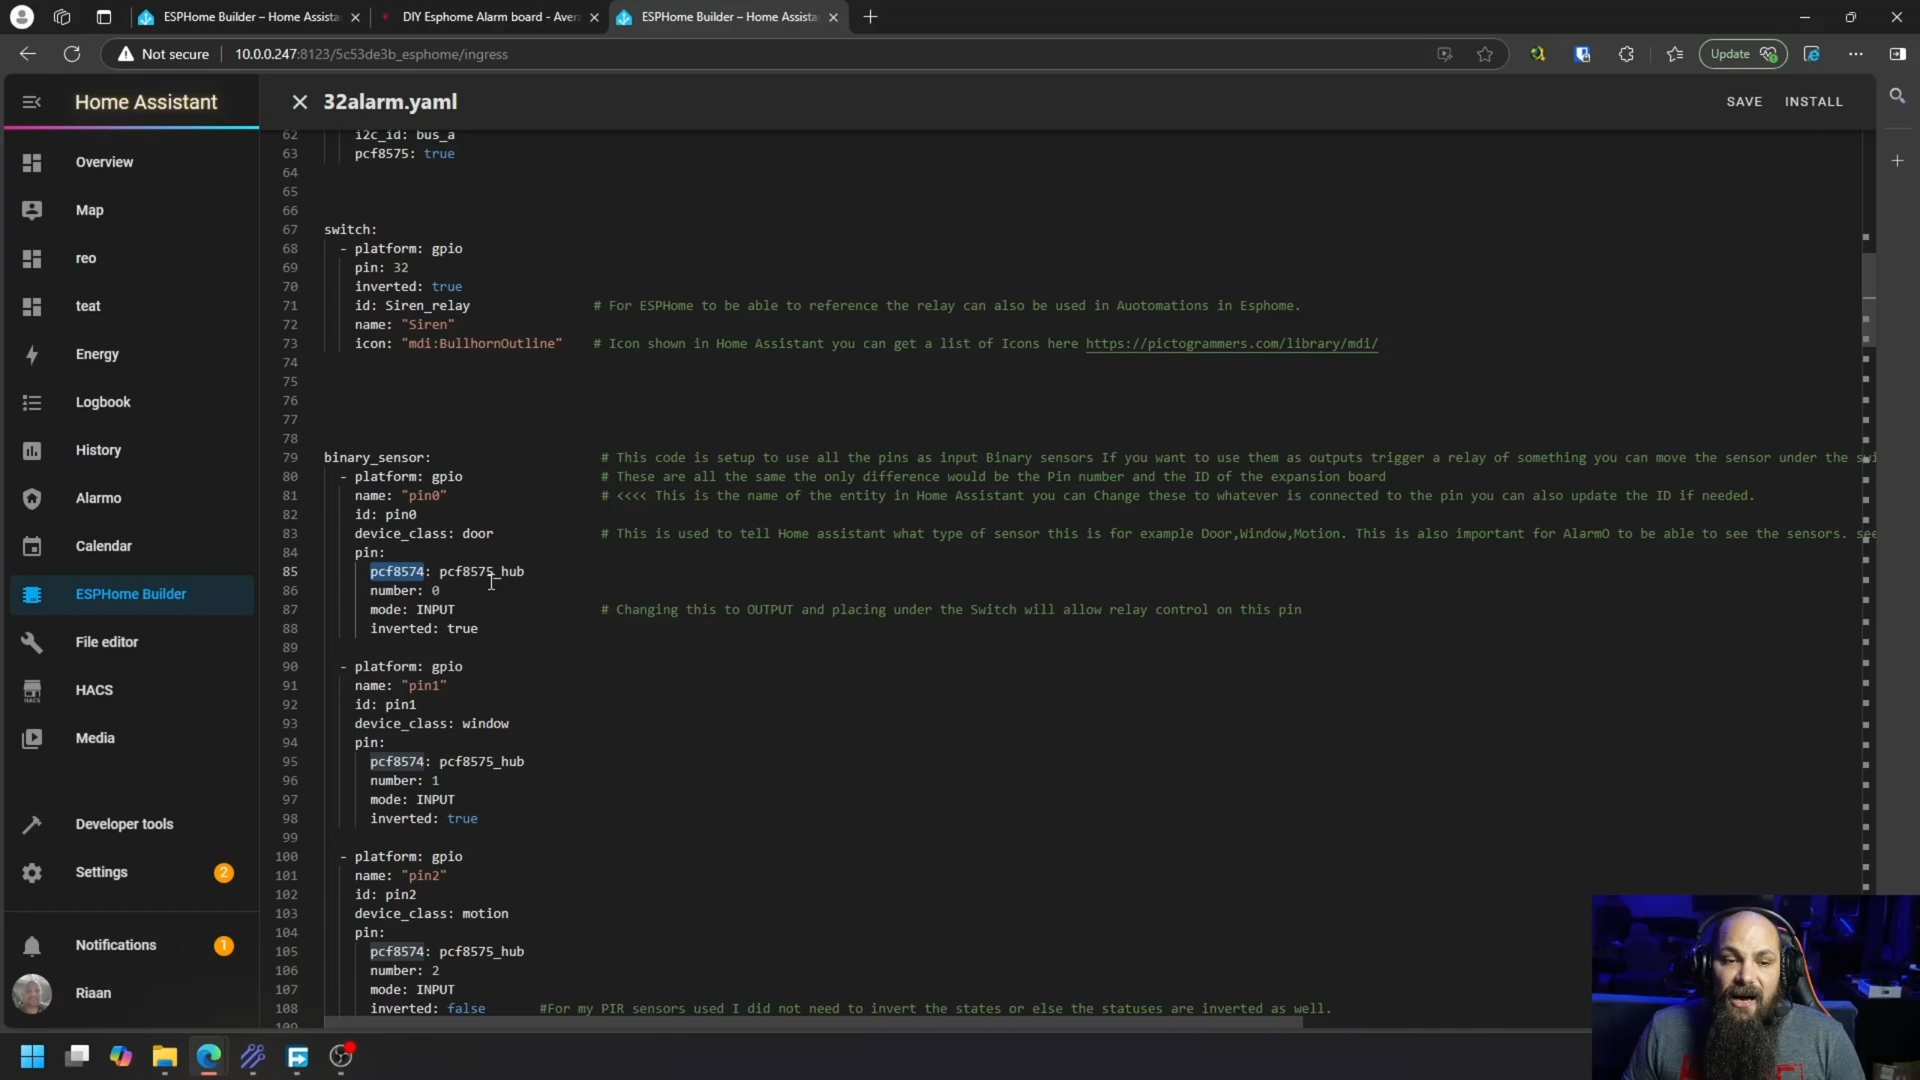 ESPHome Builder – Home Assista
DIY Esphome Alarm board - Aver
ESPHome Builder – Home Assista
Not secure
10.0.0.247:8123/5c53de3b_esphome/ingress
Update
Home Assistant
32alarm.yaml
SAVE
INSTALL
Overview
Map
reo
teat
Energy
Logbook
History
Alarmo
Calendar
ESPHome Builder
File editor
HACS
Media
Developer tools
Settings 2
Notifications 1
Riaan
62 i2c_id: bus_a
63 pcf8575: true
64
65
66
67 switch:
68 - platform: gpio
69 pin: 32
70 inverted: true
71 id: Siren_relay # For ESPHome to be able to reference the relay can also be used in Auotomations in Esphome.
72 name: "Siren"
73 icon: "mdi:BullhornOutline" # Icon shown in Home Assistant you can get a list of Icons here https://pictogrammers.com/library/mdi/
74
75
76
77
78
79 binary_sensor: # This code is setup to use all the pins as input Binary sensors If you want to use them as outputs trigger a relay of something you can move the sensor under the swi
80 - platform: gpio # These are all the same the only difference would be the Pin number and the ID of the expansion board
81 name: "pin0" # <<<< This is the name of the entity in Home Assistant you can Change these to whatever is connected to the pin you can also update the ID if needed.
82 id: pin0
83 device_class: door # This is used to tell Home assistant what type of sensor this is for example Door,Window,Motion. This is also important for AlarmO to be able to see the sensors. see
84 pin:
85 pcf8574: pcf8575_hub
86 number: 0
87 mode: INPUT # Changing this to OUTPUT and placing under the Switch will allow relay control on this pin
88 inverted: true
89
90 - platform: gpio
91 name: "pin1"
92 id: pin1
93 device_class: window
94 pin:
95 pcf8574: pcf8575_hub
96 number: 1
97 mode: INPUT
98 inverted: true
99
100 - platform: gpio
101 name: "pin2"
102 id: pin2
103 device_class: motion
104 pin:
105 pcf8574: pcf8575_hub
106 number: 2
107 mode: INPUT
108 inverted: false #For my PIR sensors used I did not need to invert the states or else the statuses are inverted as well.
109